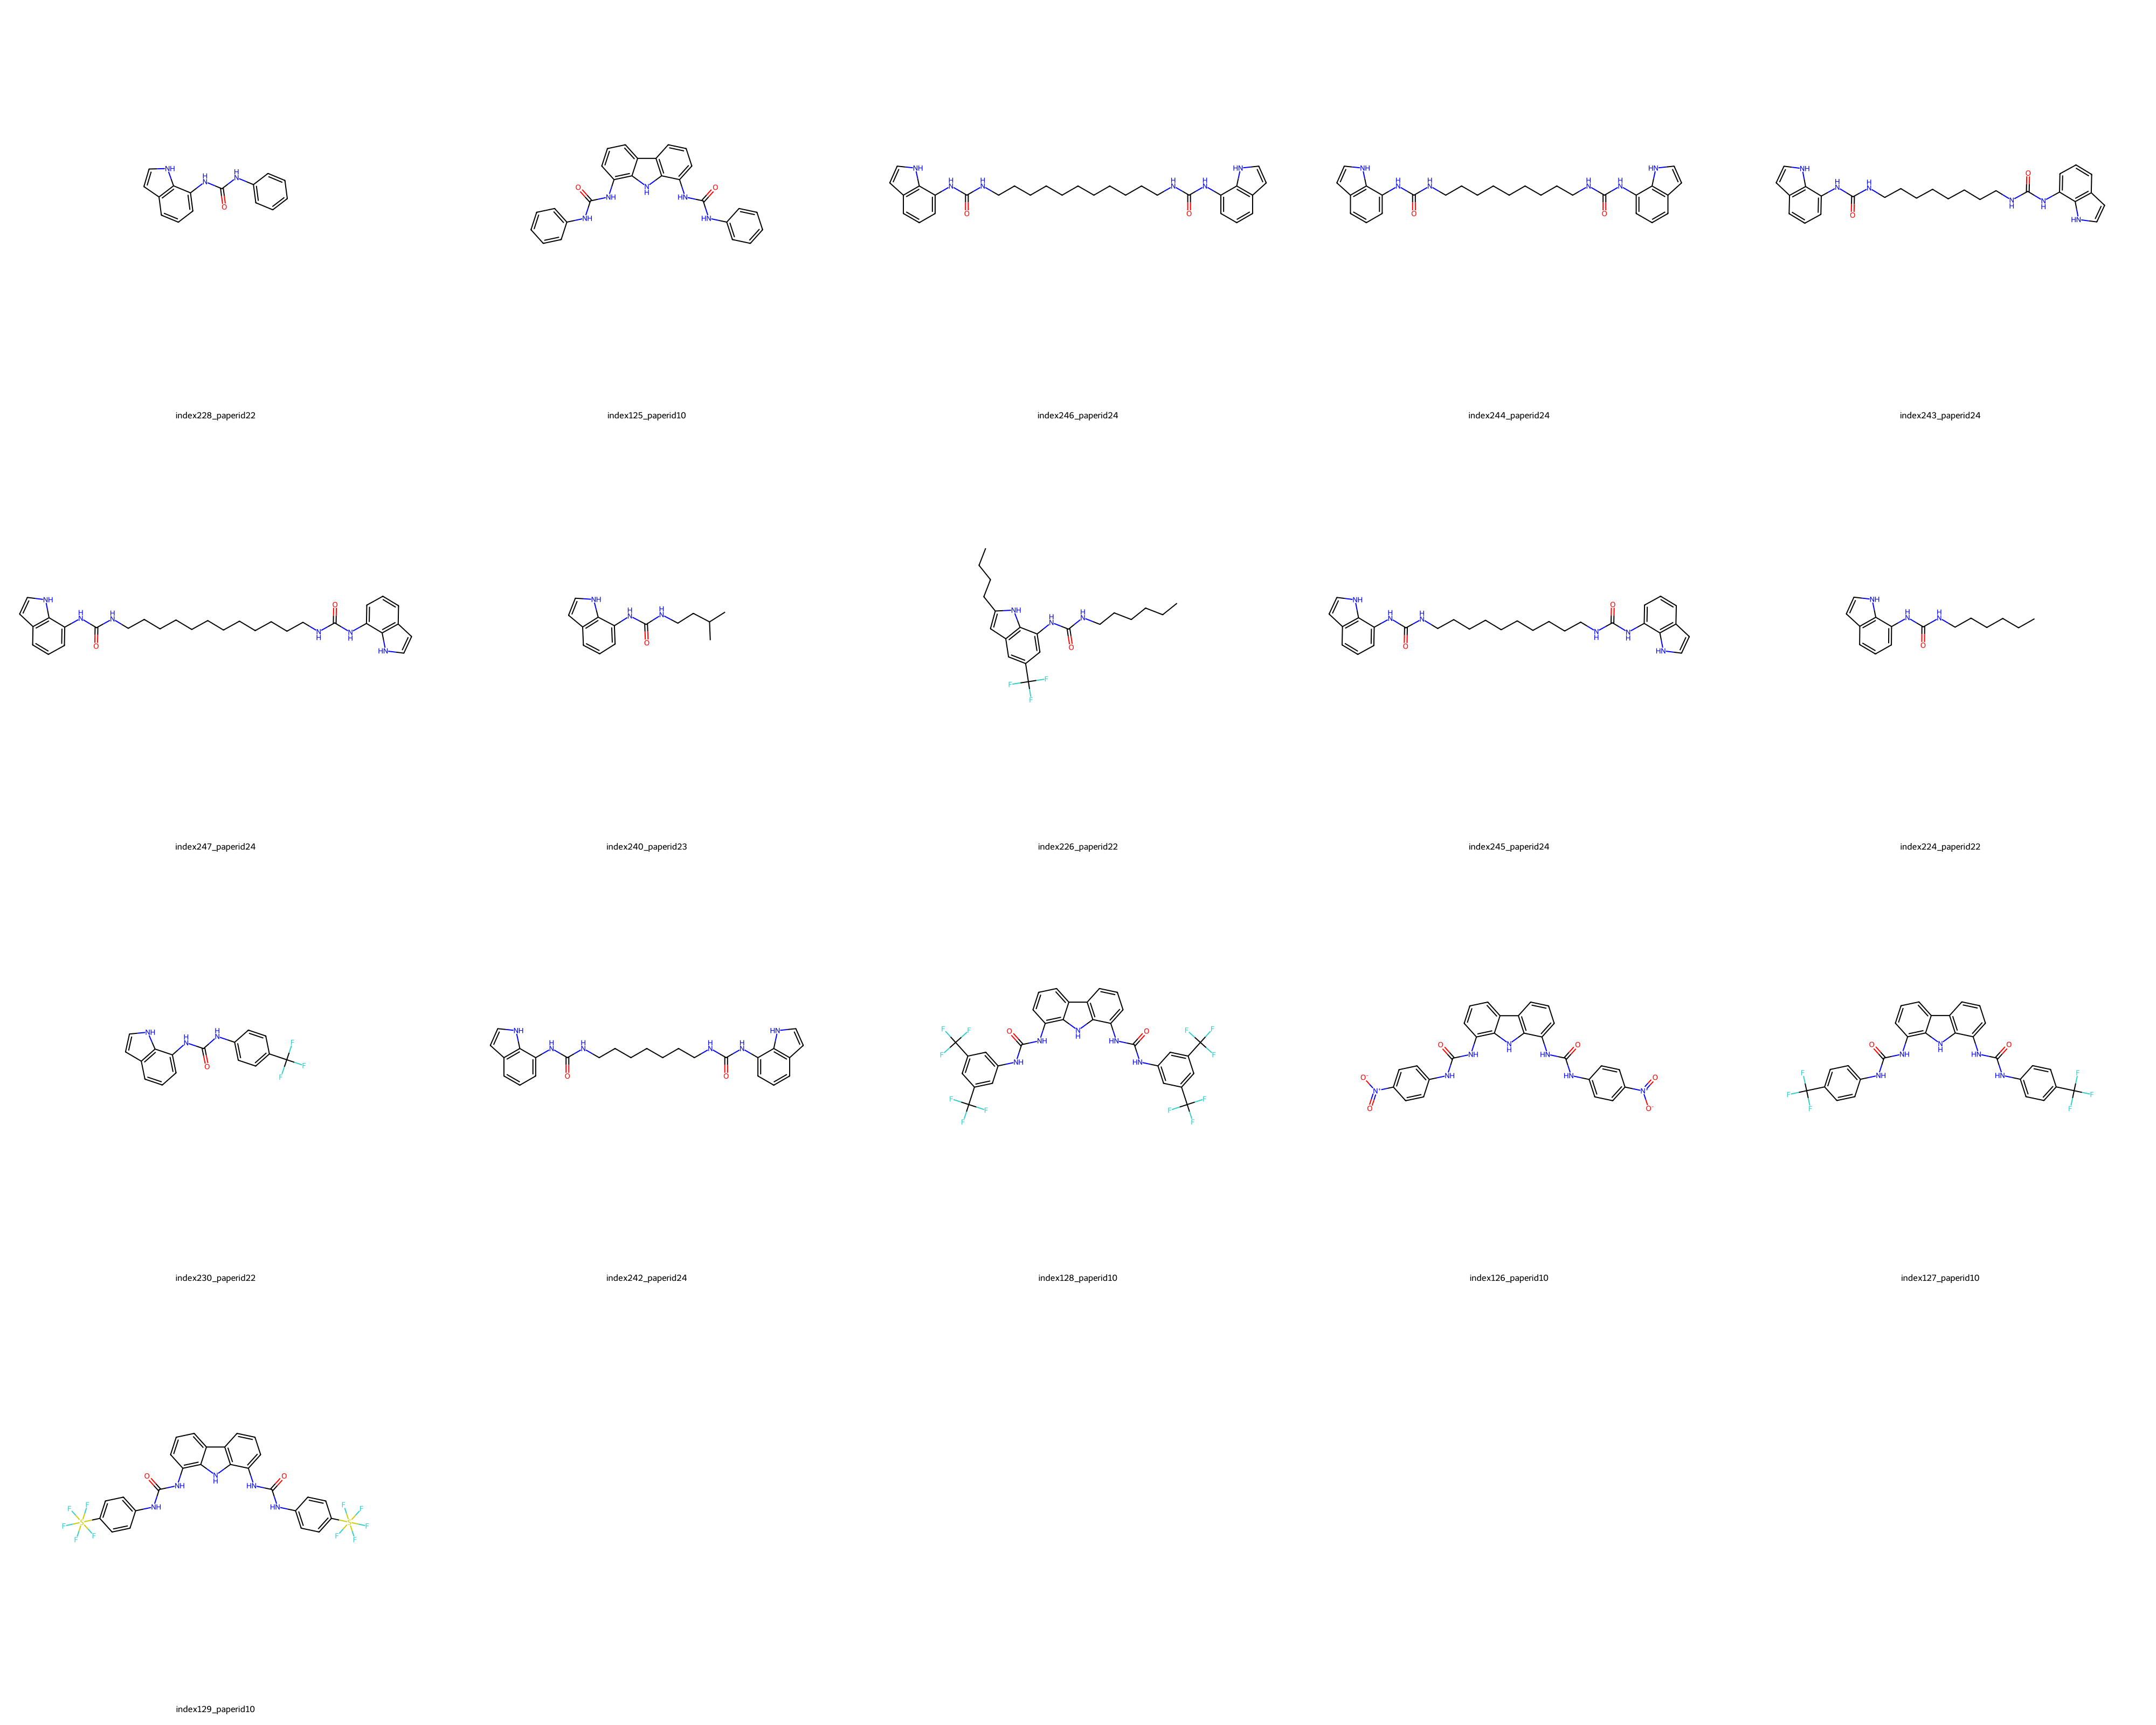 index228_paperid22
index125_paperid10
index246_paperid24
index244_paperid24
index243_paperid24
index247_paperid24
index240_paperid23
index226_paperid22
index245_paperid24
index224_paperid22
index230_paperid22
index242_paperid24
index128_paperid10
index126_paperid10
index127_paperid10
index129_paperid10